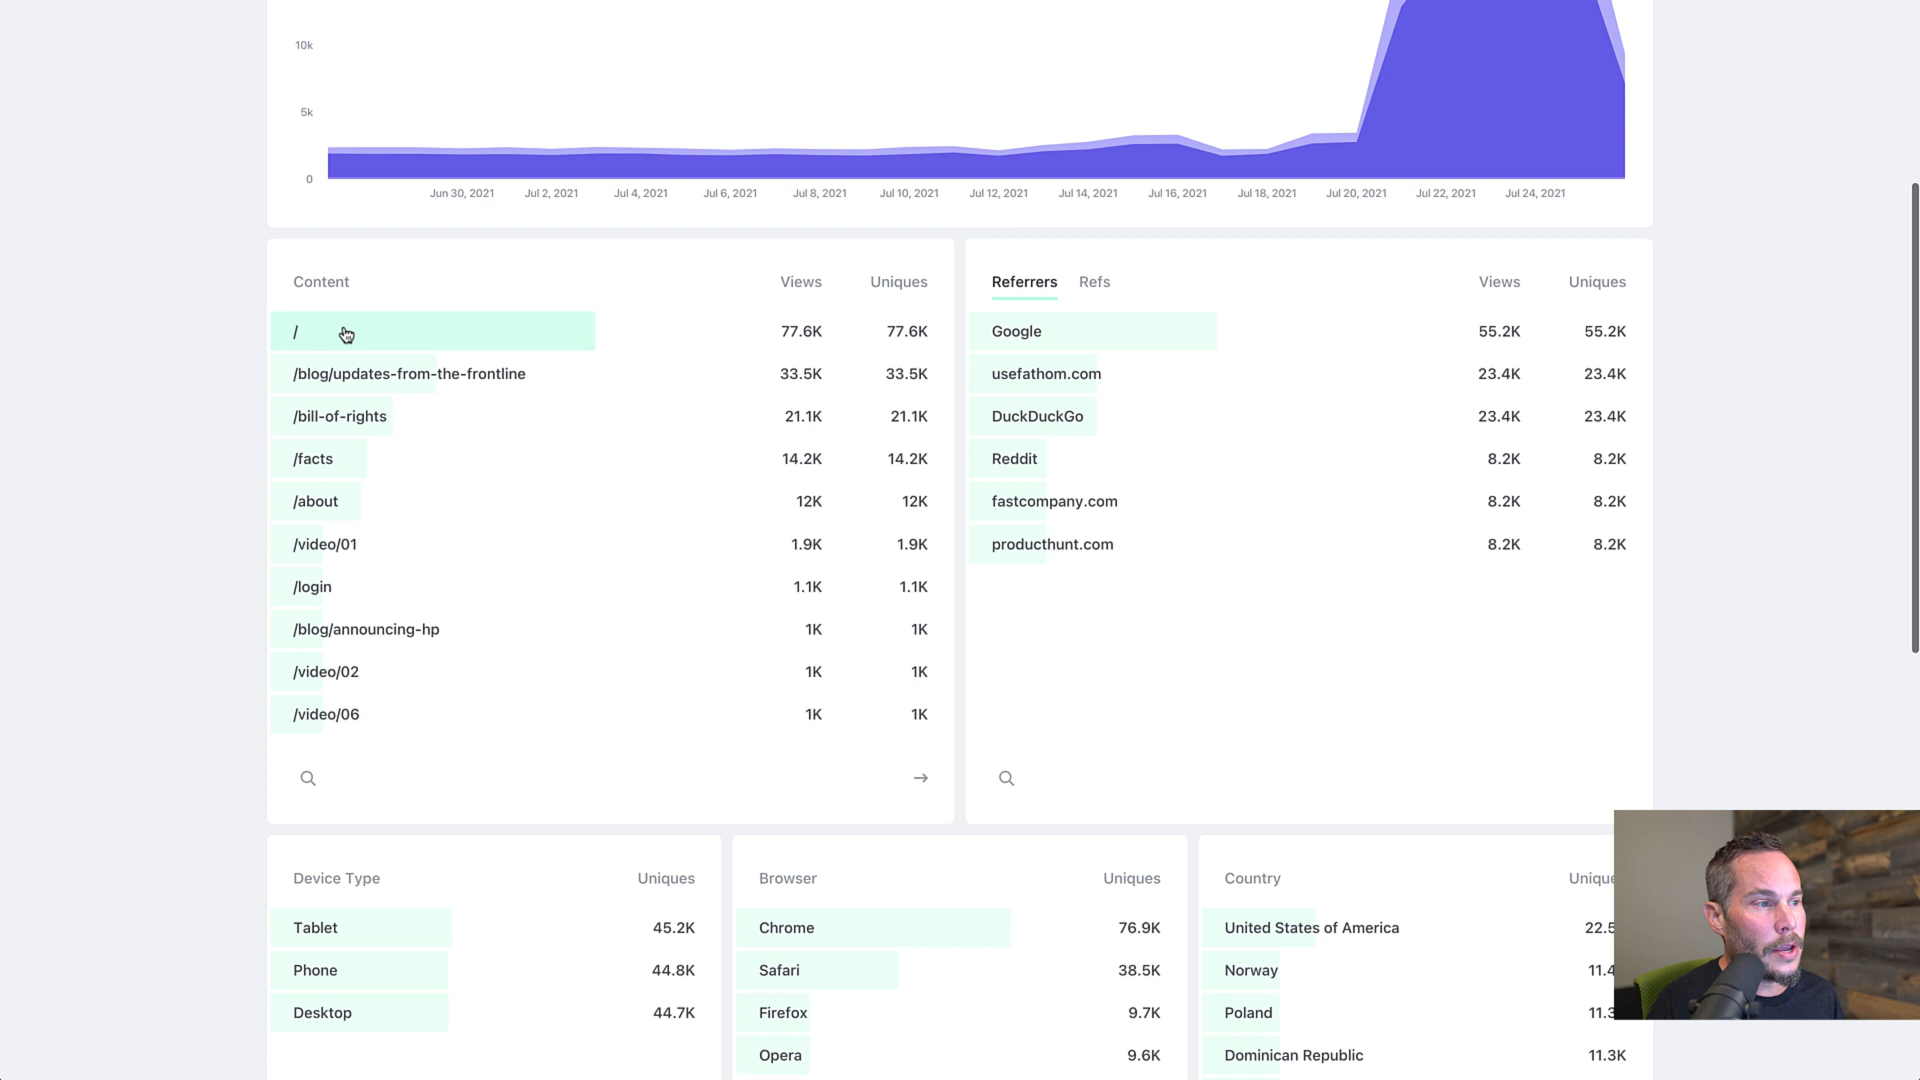 10k
5k
0
Jun 30, 2021 Jul 2, 2021 Jul 4, 2021 Jul 6, 2021 Jul 8, 2021 Jul 10, 2021 Jul 12, 2021 Jul 14, 2021 Jul 16, 2021 Jul 18, 2021 Jul 20, 2021 Jul 22, 2021 Jul 24, 2021
Content Views Uniques
/ 77.6K 77.6K
/blog/updates-from-the-frontline 33.5K 33.5K
/bill-of-rights 21.1K 21.1K
/facts 14.2K 14.2K
/about 12K 12K
/video/01 1.9K 1.9K
/login 1.1K 1.1K
/blog/announcing-hp 1K 1K
/video/02 1K 1K
/video/06 1K 1K
Referrers Refs Views Uniques
Google 55.2K 55.2K
usefathom.com 23.4K 23.4K
DuckDuckGo 23.4K 23.4K
Reddit 8.2K 8.2K
fastcompany.com 8.2K 8.2K
producthunt.com 8.2K 8.2K
Device Type Uniques
Tablet 45.2K
Phone 44.8K
Desktop 44.7K
Browser Uniques
Chrome 76.9K
Safari 38.5K
Firefox 9.7K
Opera 9.6K
Country Unique
United States of America 22.5
Norway 11.4
Poland 11.3
Dominican Republic 11.3K